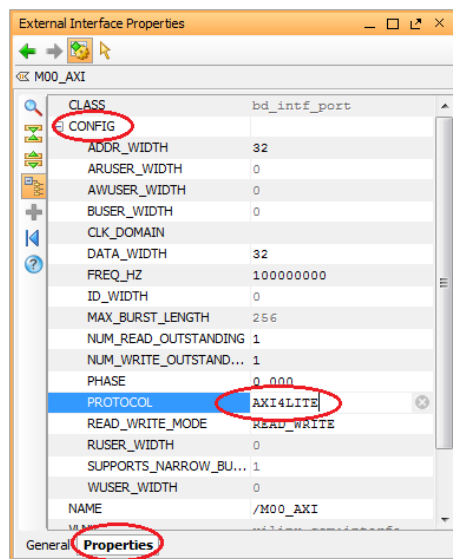 External Interface Properties
M00_AXI
CLASS bd_intf_port
CONFIG
ADDR_WIDTH 32
ARUSER_WIDTH 0
AWUSER_WIDTH 0
BUSER_WIDTH 0
CLK_DOMAIN
DATA_WIDTH 32
FREQ_HZ 100000000
ID_WIDTH 0
MAX_BURST_LENGTH 256
NUM_READ_OUTSTANDING 1
NUM_WRITE_OUTSTAND... 1
PHASE 0.000
PROTOCOL AXI4LITE
READ_WRITE_MODE READ_WRITE
RUSER_WIDTH 0
SUPPORTS_NARROW_BU... 1
WUSER_WIDTH 0
NAME /M00_AXI
General Properties